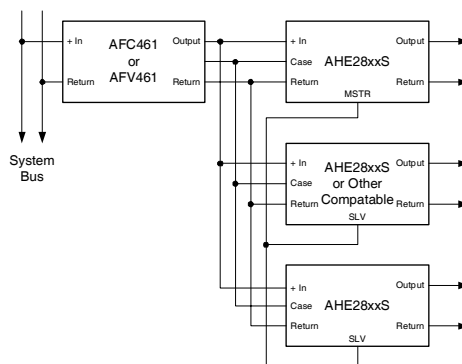 AFC461
or
AFV461
+ In
Return
Output
Return
System
Bus
+ In
Case
Return
AHE28xxS
Output
Return
MSTR
+ In
Case
Return
AHE28xxS
or Other
Compatable
Output
Return
SLV
+ In
Case
Return
AHE28xxS
Output
Return
SLV